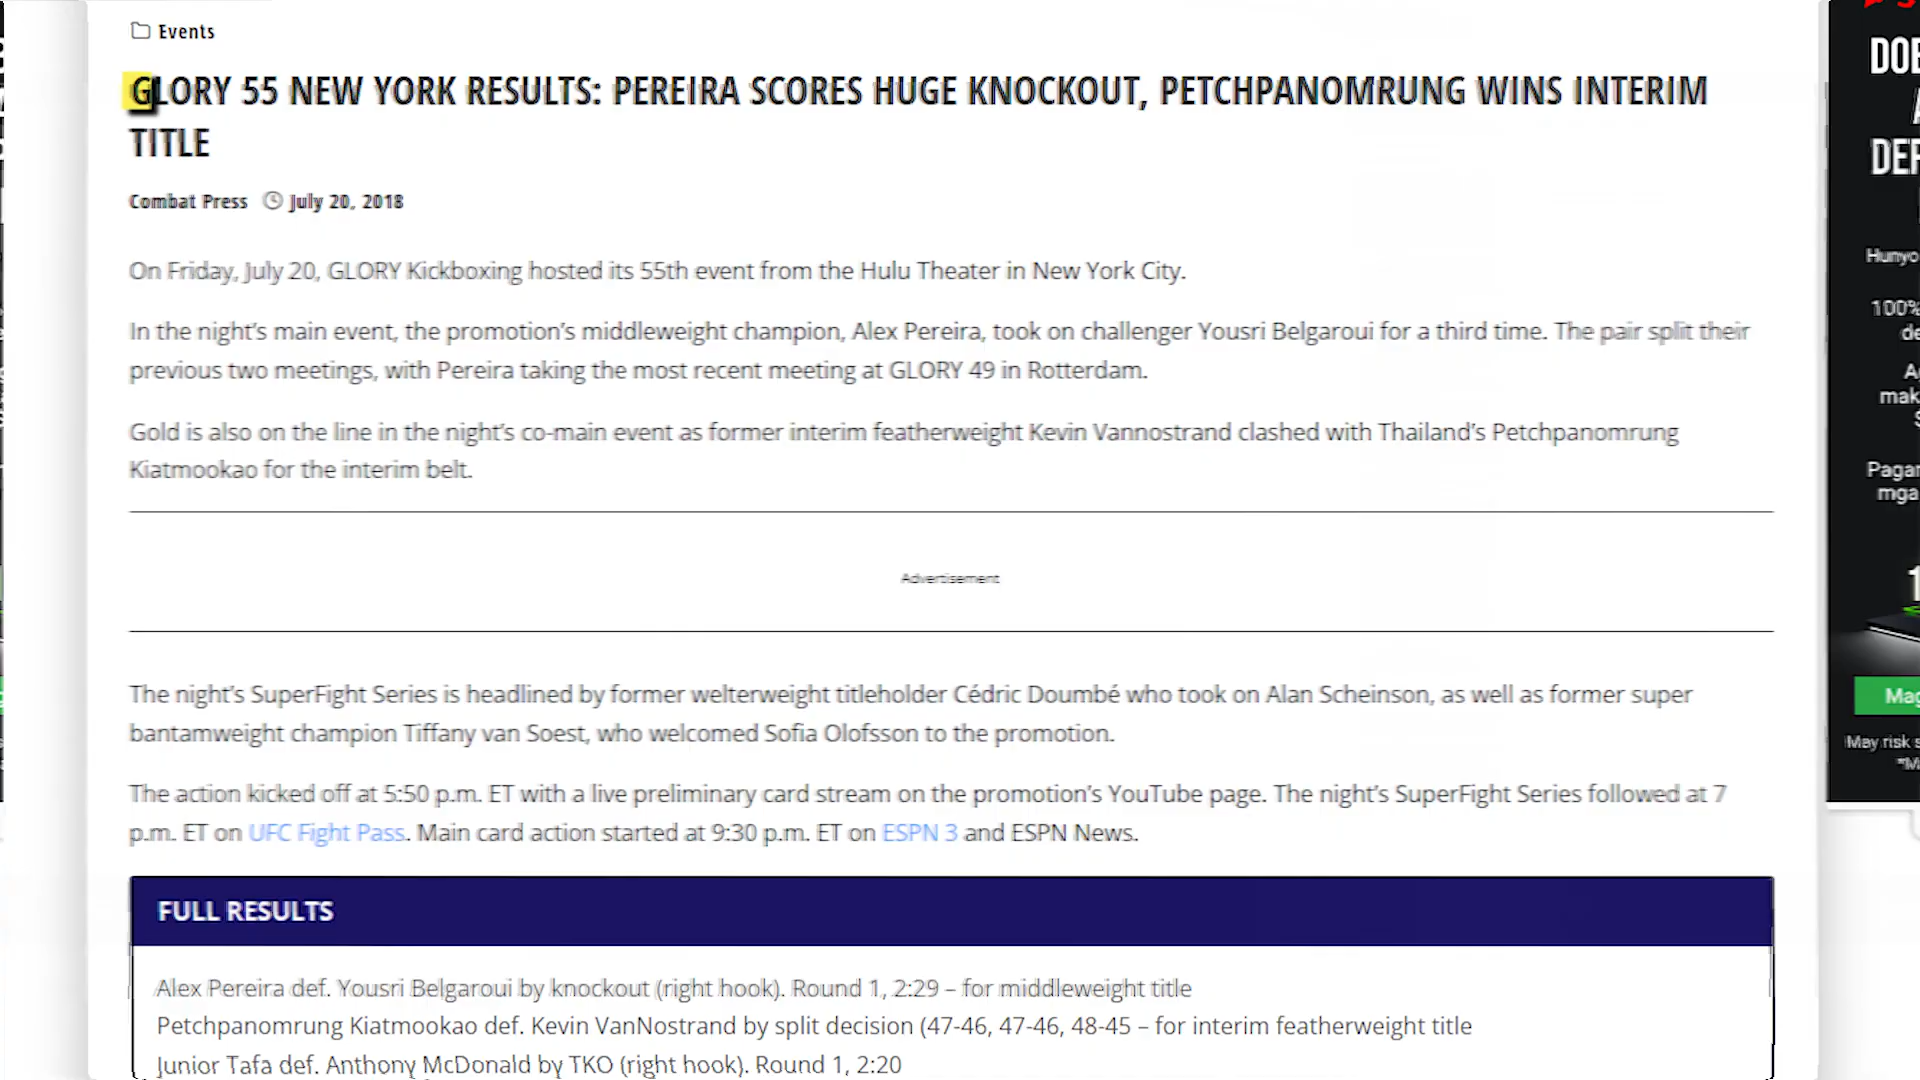 Events
GLORY 55 NEW YORK RESULTS: PEREIRA SCORES HUGE KNOCKOUT, PETCHPANOMRUNG WINS INTERIM
TITLE
Combat Press July 20, 2018
On Friday, July 20, GLORY Kickboxing hosted its 55th event from the Hulu Theater in New York City.
In the night's main event, the promotion's middleweight champion, Alex Pereira, took on challenger Yousri Belgaroui for a third time. The pair split their
previous two meetings, with Pereira taking the most recent meeting at GLORY 49 in Rotterdam.
Gold is also on the line in the night's co-main event as former interim featherweight Kevin Vannostrand clashed with Thailand's Petchpanomrung
Kiatmookao for the interim belt.
Advertisement
The night's SuperFight Series is headlined by former welterweight titleholder Cédric Doumbé who took on Alan Scheinson, as well as former super
bantamweight champion Tiffany van Soest, who welcomed Sofia Olofsson to the promotion.
The action kicked off at 5:50 p.m. ET with a live preliminary card stream on the promotion's YouTube page. The night's SuperFight Series followed at 7
p.m. ET on UFC Fight Pass. Main card action started at 9:30 p.m. ET on ESPN 3 and ESPN News.
FULL RESULTS
Alex Pereira def. Yousri Belgaroui by knockout (right hook). Round 1, 2:29 – for middleweight title
Petchpanomrung Kiatmookao def. Kevin VanNostrand by split decision (47-46, 47-46, 48-45 – for interim featherweight title
Junior Tafa def. Anthony McDonald by TKO (right hook). Round 1, 2:20
100%
May risk